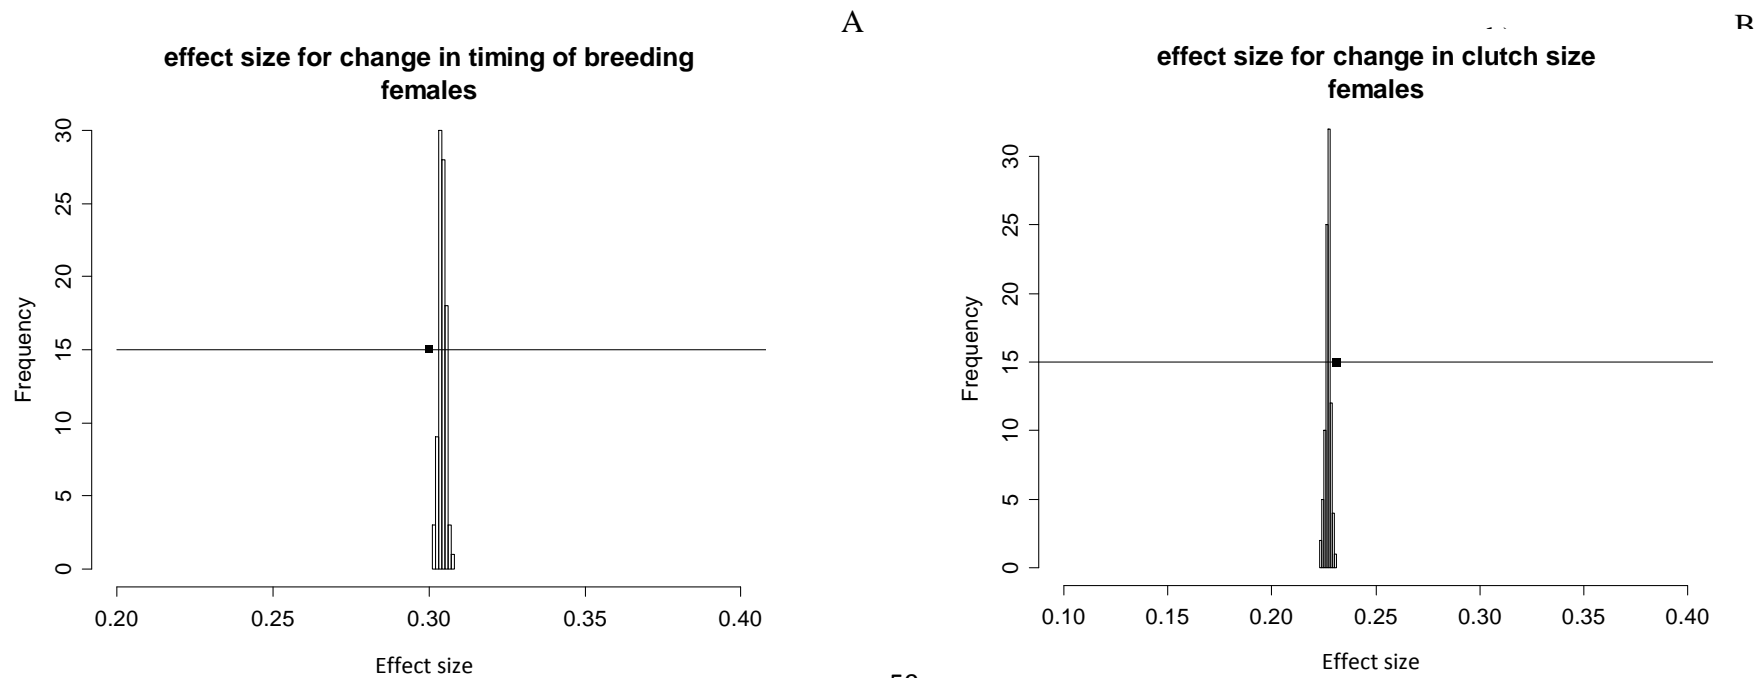 A
effect size for change in timing of breeding
females
30
25
20
15
10
5
0
Frequency
0.20 0.25 0.30 0.35 0.40
Effect size
B
effect size for change in clutch size
females
30
25
20
15
10
5
0
Frequency
0.10 0.15 0.20 0.25 0.30 0.35 0.40
Effect size